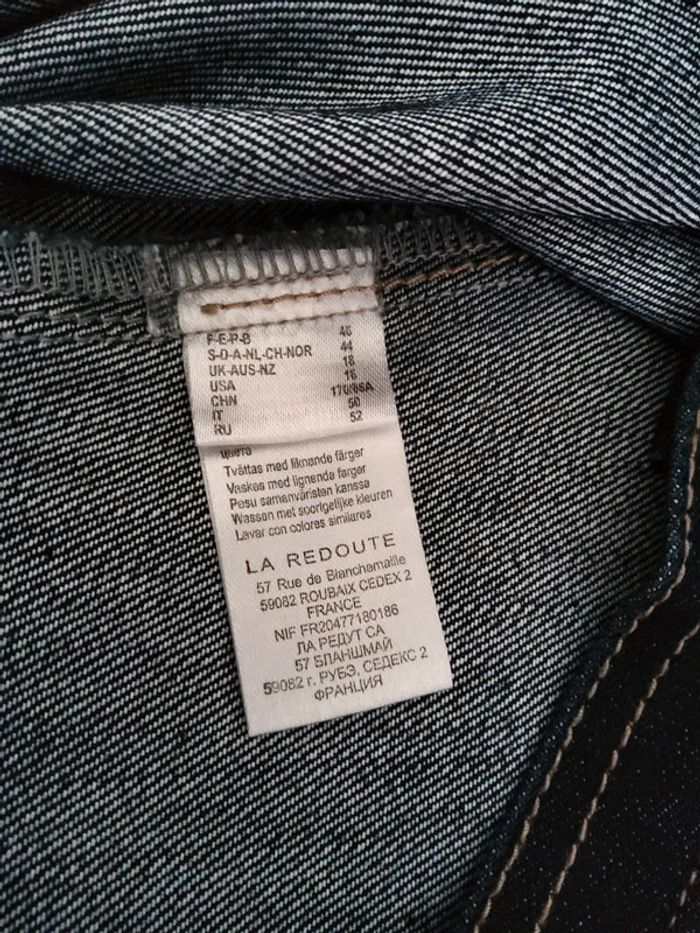 F-E-P-B 46
S-D-A-NL-CH-NOR 44
UK-AUS-NZ 18
USA 16
CHN 170/88A
IT 50
RU 52
цвета
Tvättas med liknande färger
Vaskes med lignende farger
Pesu samanväristen kanssa
Wassen met soortgelijke kleuren
Lavar con colores similares
LA REDOUTE
57 Rue de Blanchemaille
59082 ROUBAIX CEDEX 2
FRANCE
NIF FR20477180186
ЛА РЕДУТ СА
57 БЛАНШМАЙ
59082 г. РУБЭ, СЕДЕКС 2
ФРАНЦИЯ